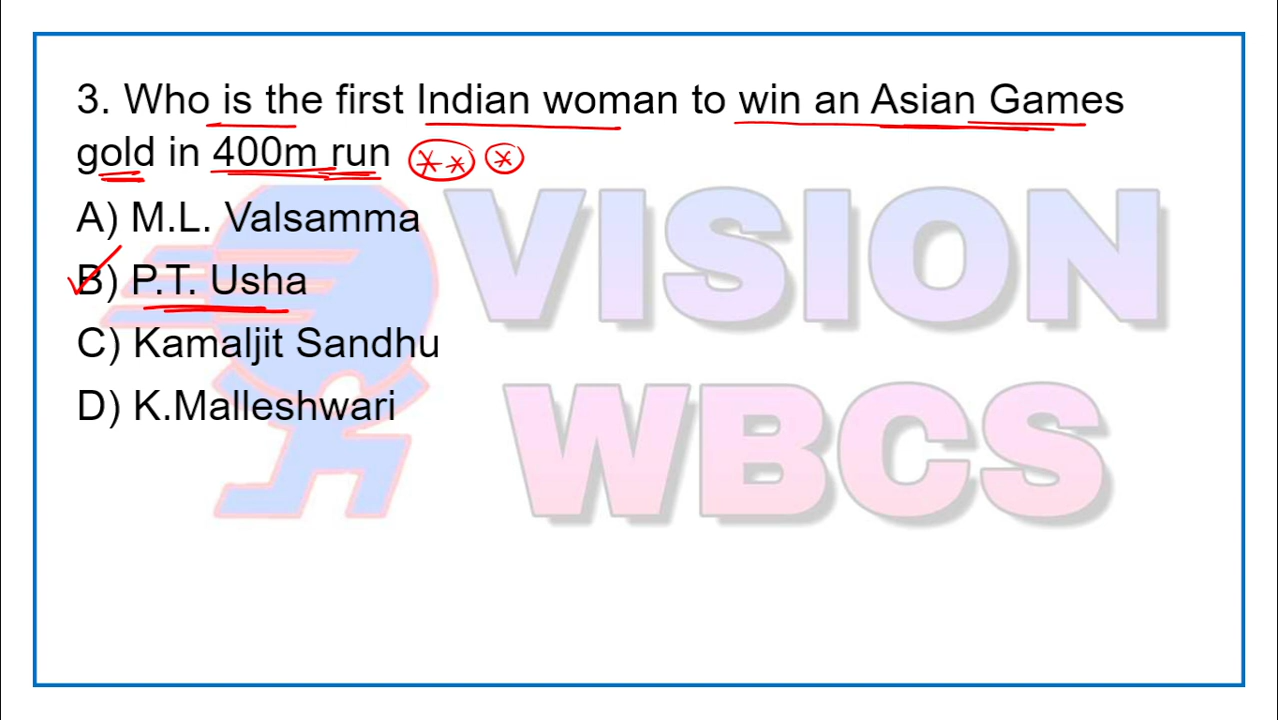 3. Who is the first Indian woman to win an Asian Games
gold in 400m run
A) M.L. Valsamma
B) P.T. Usha
C) Kamaljit Sandhu
D) K.Malleshwari
VISION
WBCS